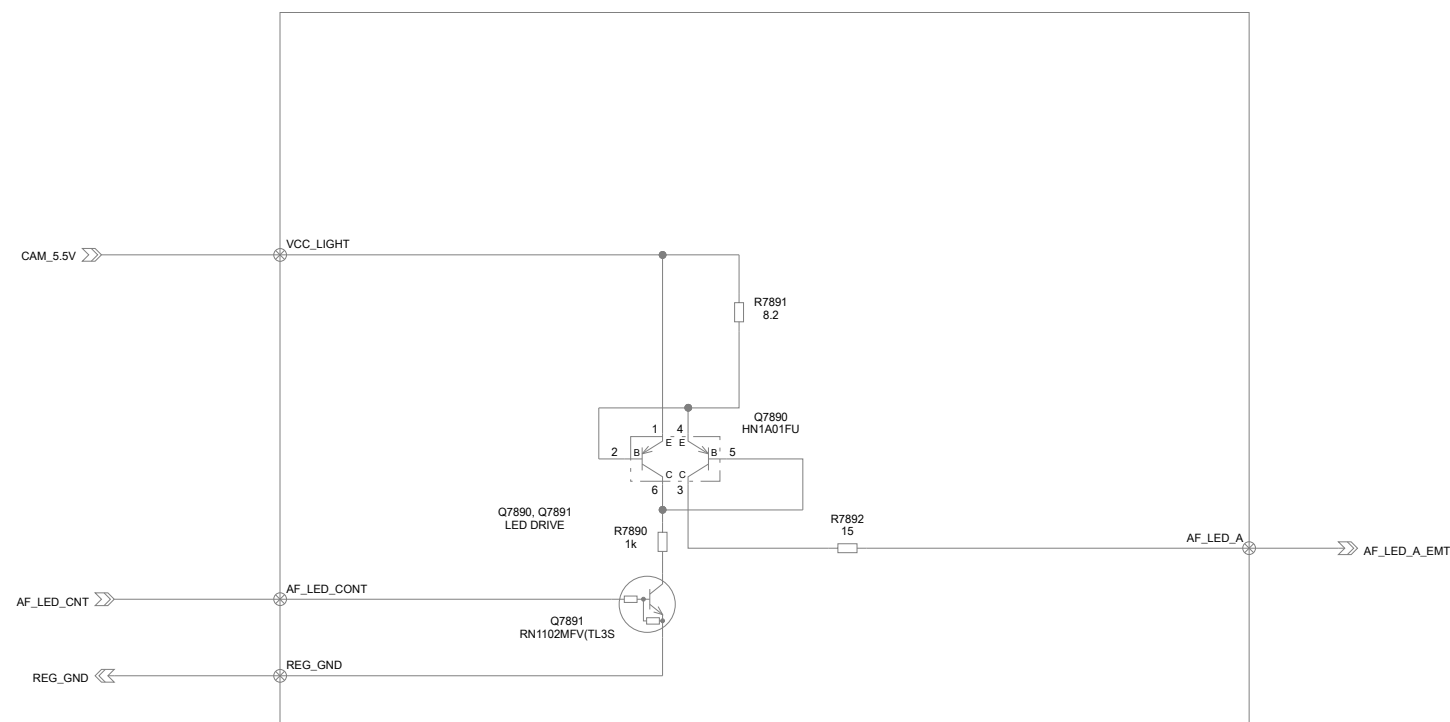 VCC_LIGHT
CAM_5.5V
R7891
8.2
Q7890
HN1A01FU
1 4
E E
2 B B 5
C C
6 3
Q7890, Q7891
LED DRIVE
R7890
1k
R7892
15
AF_LED_A
AF_LED_A_EMT
AF_LED_CONT
AF_LED_CNT
Q7891
RN1102MFV(TL3S
REG_GND
REG_GND